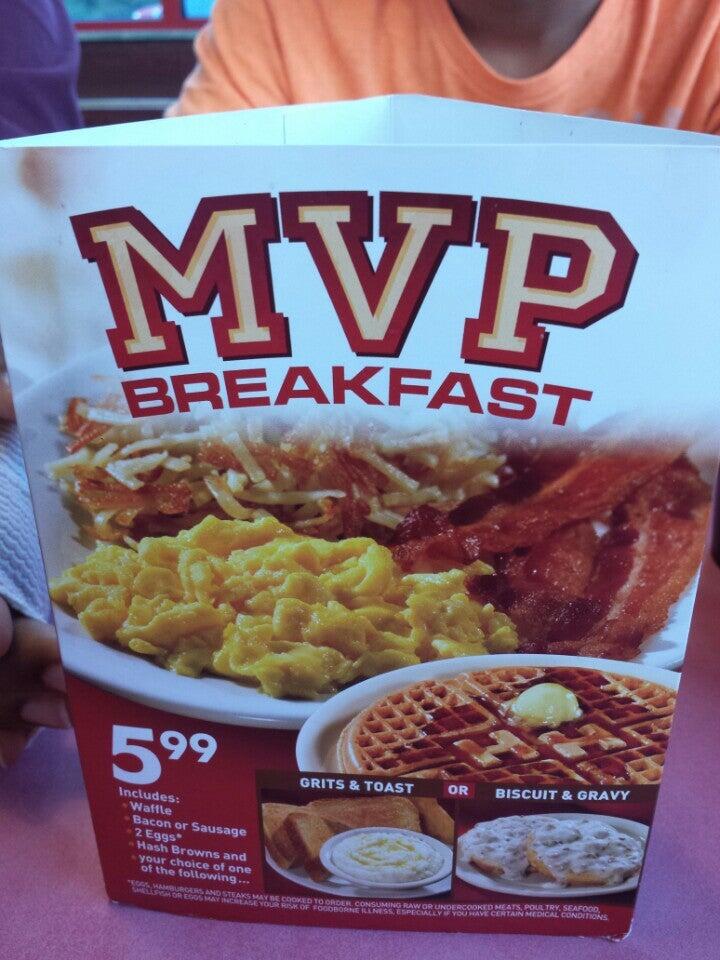 MVP
BREAKFAST
5.99
Includes:
• Waffle
• Bacon or Sausage
• 2 Eggs*
• Hash Browns and
• your choice of one
of the following...
GRITS & TOAST OR BISCUIT & GRAVY
*EGGS, HAMBURGERS AND STEAKS MAY BE COOKED TO ORDER. CONSUMING RAW OR UNDERCOOKED MEATS, POULTRY, SEAFOOD,
SHELLFISH OR EGGS MAY INCREASE YOUR RISK OF FOODBORNE ILLNESS, ESPECIALLY IF YOU HAVE CERTAIN MEDICAL CONDITIONS.